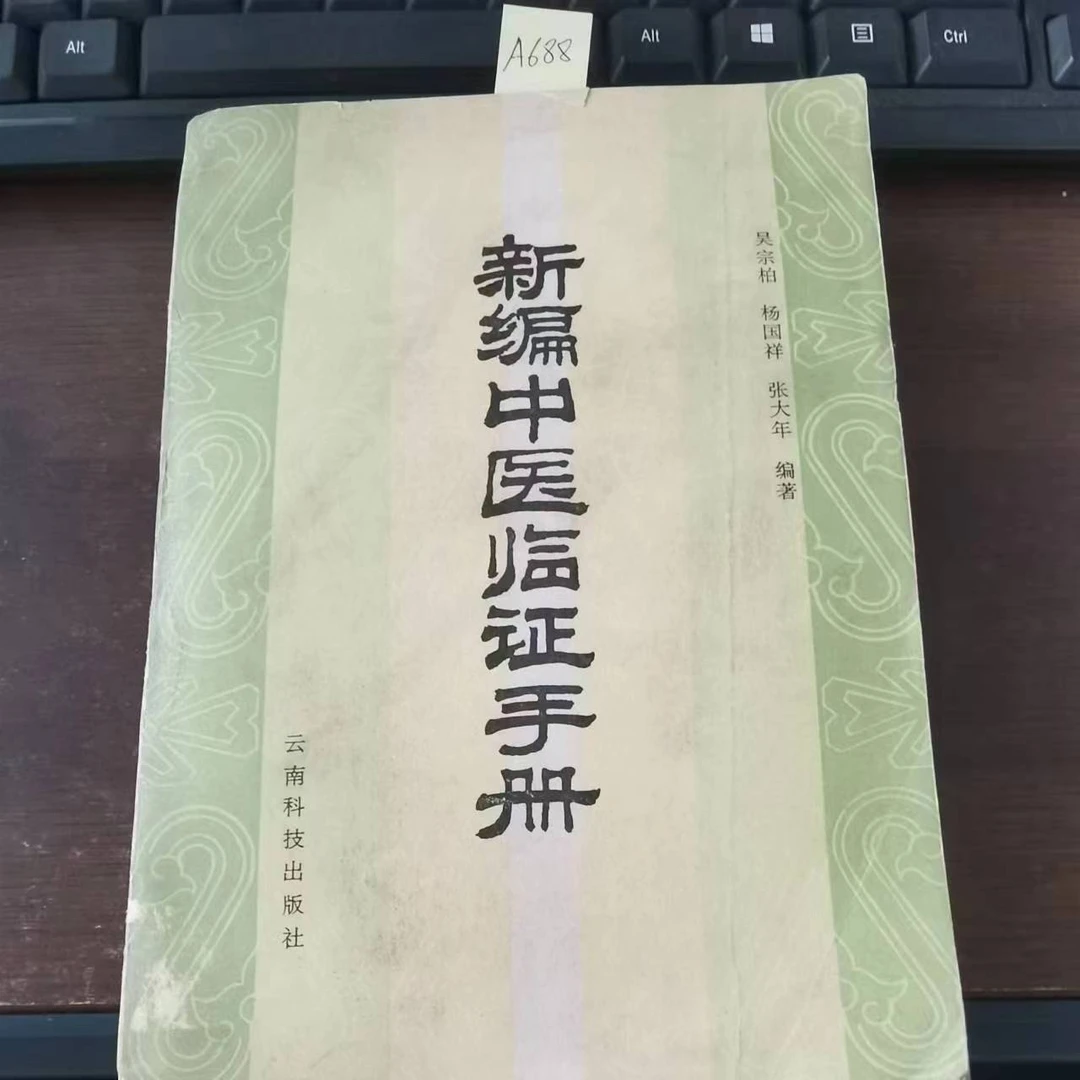 Alt
Alt
Ctrl
A688
吴宗柏 杨国祥 张大年 编著
新编中医临证手册
云南科技出版社